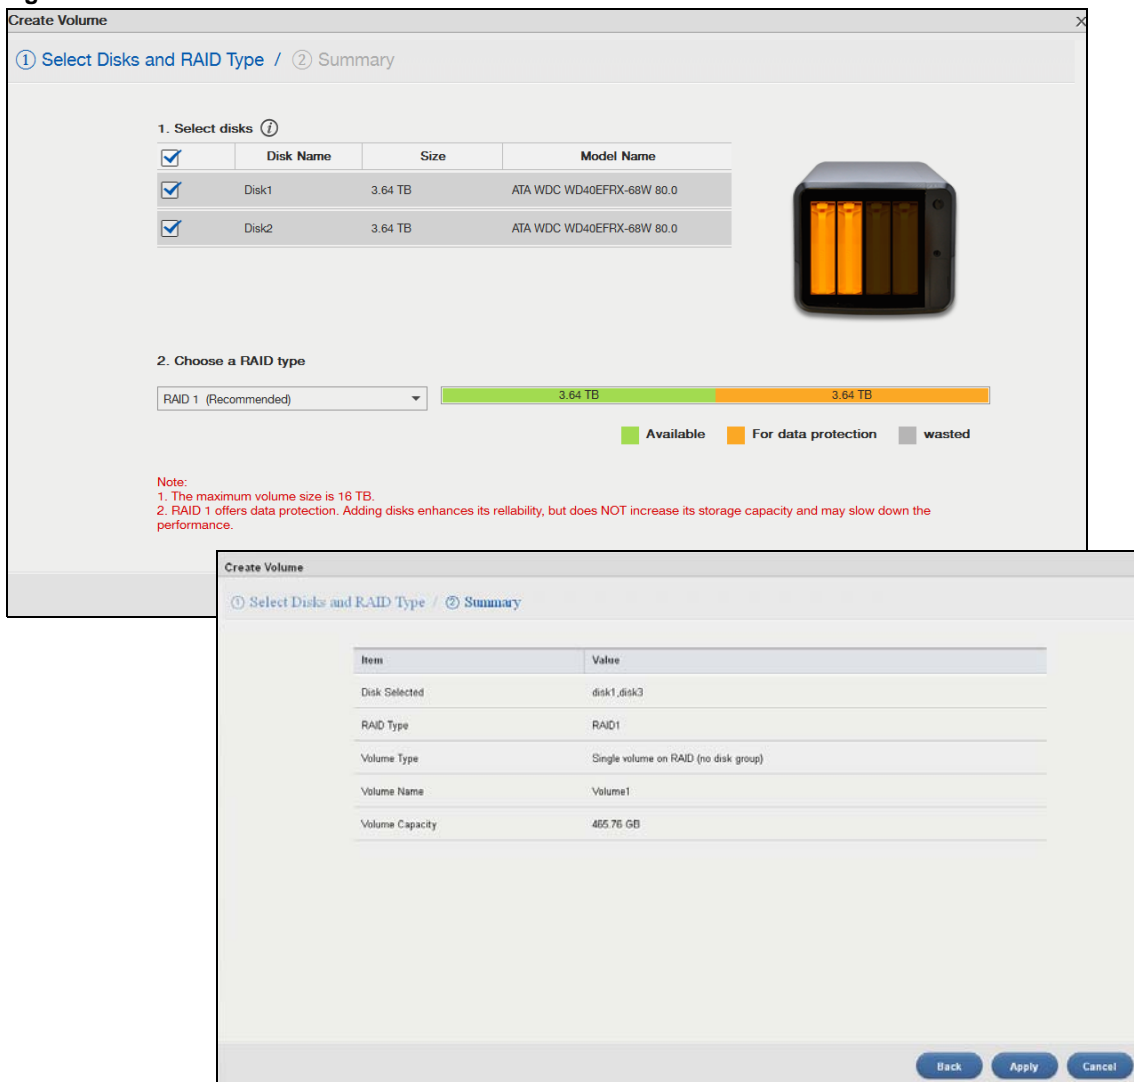 Create Volume
X
1 Select Disks and RAID Type / 2 Summary
1. Select disks i
Disk Name Size Model Name
Disk1 3.64 TB ATA WDC WD40EFRX-68W 80.0
Disk2 3.64 TB ATA WDC WD40EFRX-68W 80.0
2. Choose a RAID type
RAID 1 (Recommended) 3.64 TB 3.64 TB
Available For data protection wasted
Note:
1. The maximum volume size is 16 TB.
2. RAID 1 offers data protection. Adding disks enhances its rellability, but does NOT increase its storage capacity and may slow down the
performance.
Create Volume
1 Select Disks and RAID Type / 2 Summary
Item Value
Disk Selected disk1,disk3
RAID Type RAID1
Volume Type Single volume on RAID (no disk group)
Volume Name Volume1
Volume Capacity 465.76 GB
Back Apply Cancel